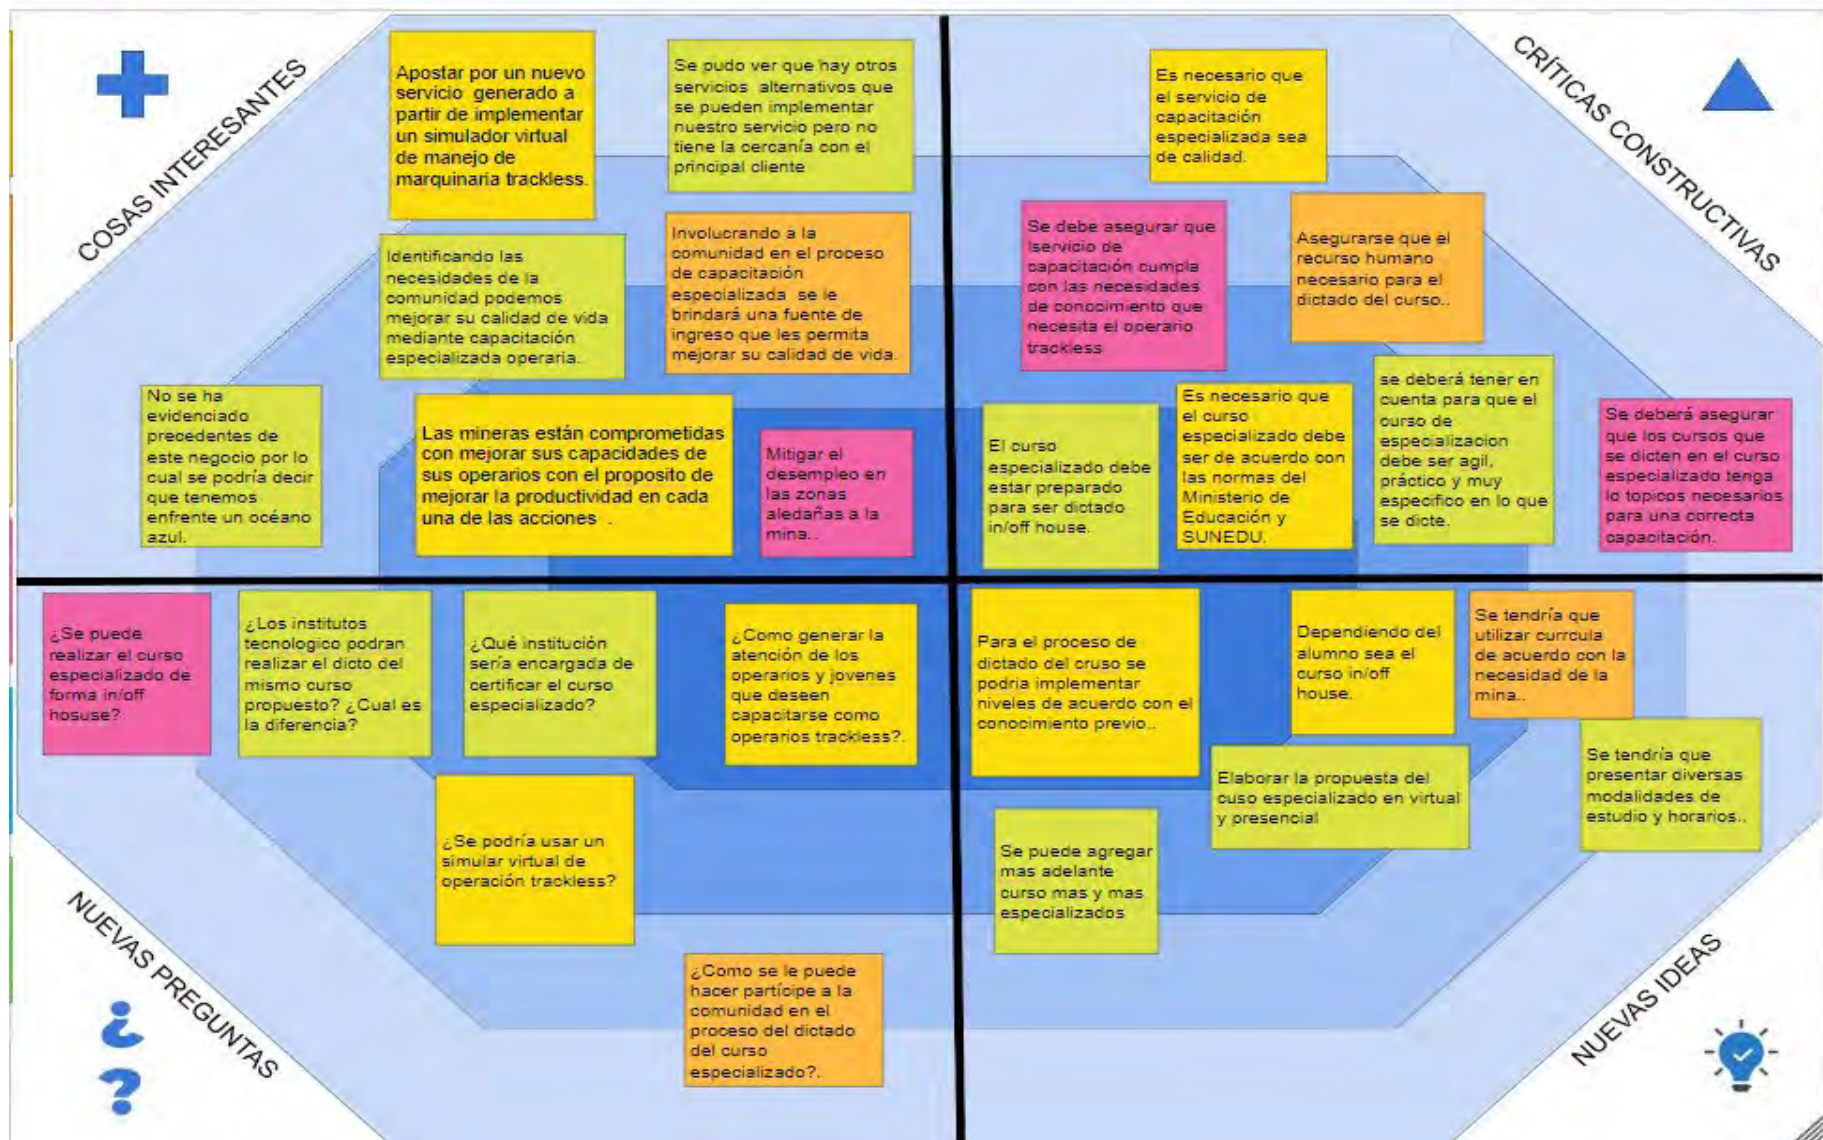 COSAS INTERESANTES
Apostar por un nuevo
servicio generado a
partir de implementar
un simulador virtual
de manejo de
marquinaria trackless.
Se pudo ver que hay otros
servicios alternativos que
se pueden implementar
nuestro servicio pero no
tiene la cercanía con el
principal cliente
Identificando las
necesidades de la
comunidad podemos
mejorar su calidad de vida
mediante capacitación
especializada operaria.
Involucrando a la
comunidad en el proceso
de capacitación
especializada se le
brindará una fuente de
ingreso que les permita
mejorar su calidad de vida.
No se ha
evidenciado
precedentes de
este negocio por lo
cual se podría decir
que tenemos
enfrente un océano
azul.
Las mineras están comprometidas
con mejorar sus capacidades de
sus operarios con el proposito de
mejorar la productividad en cada
una de las acciones .
Mitigar el
desempleo en
las zonas
aledañas a la
mina..
CRÍTICAS CONSTRUCTIVAS
Es necesario que
el servicio de
capacitación
especializada sea
de calidad.
Se debe asegurar que
lservicio de
capacitación cumpla
con las necesidades
de conocimiento que
necesita el operario
trackless
Asegurarse que el
recurso humano
necesario para el
dictado del curso..
El curso
especializado debe
estar preparado
para ser dictado
in/off house.
Es necesario que
el curso
especializado debe
ser de acuerdo con
las normas del
Ministerio de
Educación y
SUNEDU.
se deberá tener en
cuenta para que el
curso de
especializacion
debe ser agil,
práctico y muy
especifico en lo que
se dicte.
Se deberá asegurar
que los cursos que
se dicten en el curso
especializado tenga
lo topicos necesarios
para una correcta
capacitación.
NUEVAS PREGUNTAS
¿Se puede
realizar el curso
especializado de
forma in/off
hosuse?
¿Los institutos
tecnologico podran
realizar el dicto del
mismo curso
propuesto? ¿Cual es
la diferencia?
¿Qué institución
sería encargada de
certificar el curso
especializado?
¿Como generar la
atención de los
operarios y jovenes
que deseen
capacitarse como
operarios trackless?.
¿Se podría usar un
simular virtual de
operación trackless?
¿Como se le puede
hacer partícipe a la
comunidad en el
proceso del dictado
del curso
especializado?.
¿
?
NUEVAS IDEAS
Para el proceso de
dictado del cruso se
podria implementar
niveles de acuerdo con el
conocimiento previo..
Dependiendo del
alumno sea el
curso in/off
house.
Se tendría que
utilizar currcula
de acuerdo con la
necesidad de la
mina..
Elaborar la propuesta del
cuso especializado en virtual
y presencial
Se tendría que
presentar diversas
modalidades de
estudio y horarios..
Se puede agregar
mas adelante
curso mas y mas
especializados